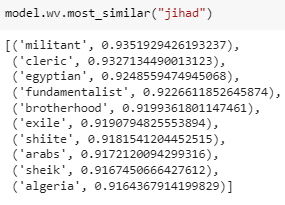 model.wv.most_similar("jihad")
[('militant', 0.9351929426193237),
('cleric', 0.9327134490013123),
('egyptian', 0.9248559474945068),
('fundamentalist', 0.9226611852645874),
('brotherhood', 0.9199361801147461),
('exile', 0.9190794825553894),
('shiite', 0.9181541204452515),
('arabs', 0.9172120094299316),
('sheik', 0.9167450666427612),
('algeria', 0.9164367914199829)]